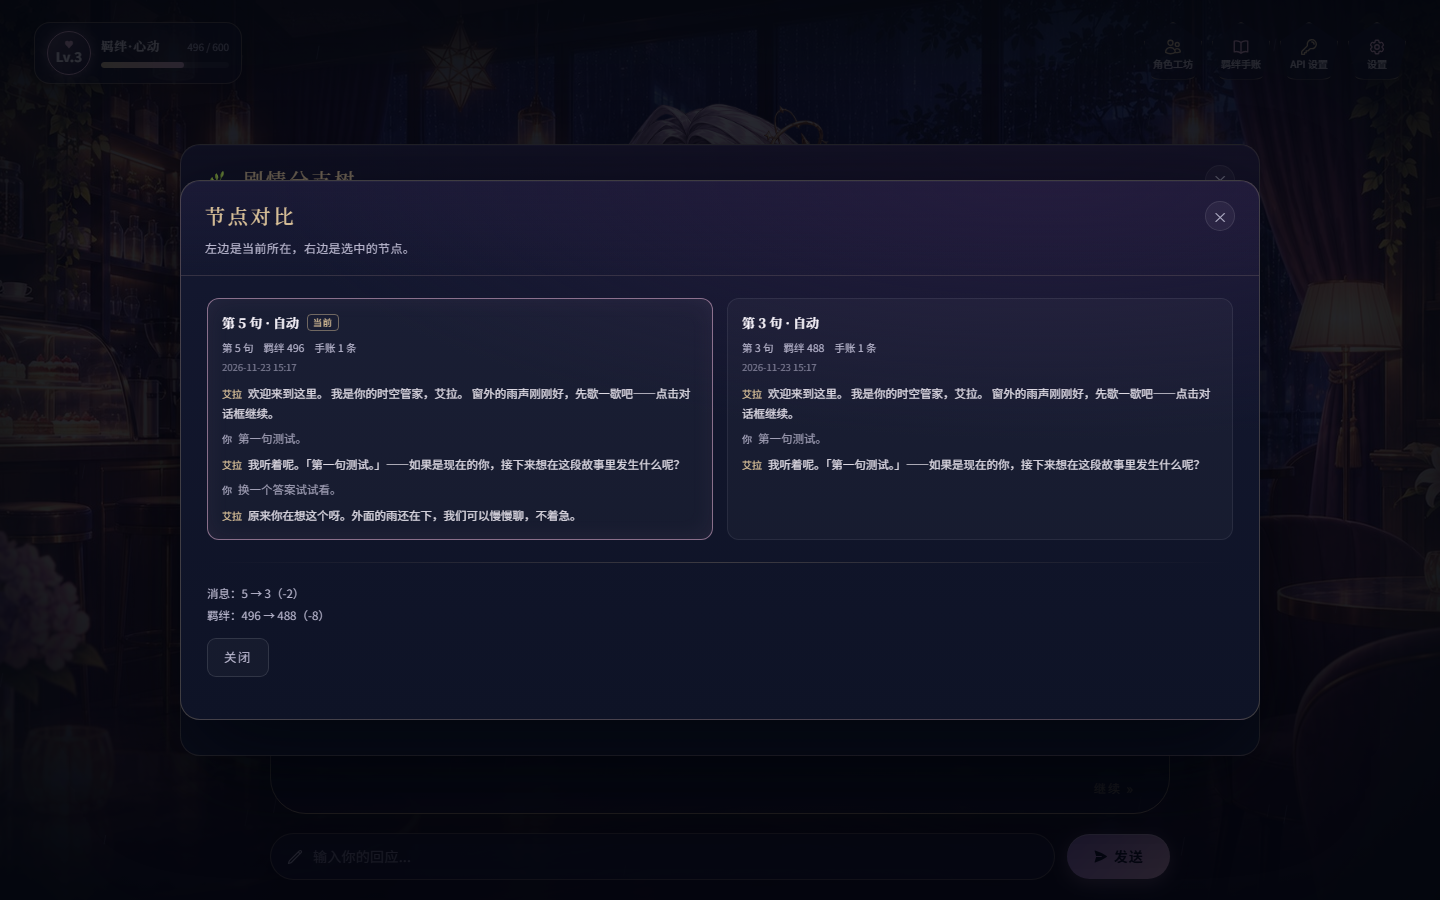 Lv.3
羁绊·心动 496 / 600
角色工坊
羁绊手账
API 设置
设置
剧情分支树
节点对比
左边是当前所在，右边是选中的节点。
第 5 句 · 自动 当前
第 5 句 羁绊 496 手账 1 条
2026-11-23 15:17
艾拉 欢迎来到这里。 我是你的时空管家，艾拉。 窗外的雨声刚刚好，先歇一歇吧——点击对
话框继续。
你 第一句测试。
艾拉 我听着呢。「第一句测试。」——如果是现在的你，接下来想在这段故事里发生什么呢？
你 换一个答案试试看。
艾拉 原来你在想这个呀。外面的雨还在下，我们可以慢慢聊，不着急。
第 3 句 · 自动
第 3 句 羁绊 488 手账 1 条
2026-11-23 15:17
艾拉 欢迎来到这里。 我是你的时空管家，艾拉。 窗外的雨声刚刚好，先歇一歇吧——点击对
话框继续。
你 第一句测试。
艾拉 我听着呢。「第一句测试。」——如果是现在的你，接下来想在这段故事里发生什么呢？
消息：5 → 3（-2）
羁绊：496 → 488（-8）
关闭
继续
输入你的回应...
发送